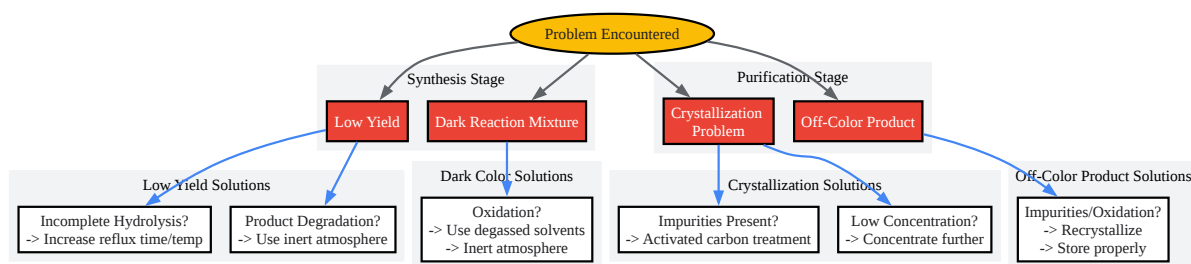 Problem Encountered
Synthesis Stage
Purification Stage
Low Yield
Dark Reaction Mixture
Crystallization
Problem
Off-Color Product
Low Yield Solutions
Dark Color Solutions
Crystallization Solutions
Off-Color Product Solutions
Incomplete Hydrolysis?
-> Increase reflux time/temp
Product Degradation?
-> Use inert atmosphere
Oxidation?
-> Use degassed solvents
-> Inert atmosphere
Impurities Present?
-> Activated carbon treatment
Low Concentration?
-> Concentrate further
Impurities/Oxidation?
-> Recrystallize
-> Store properly